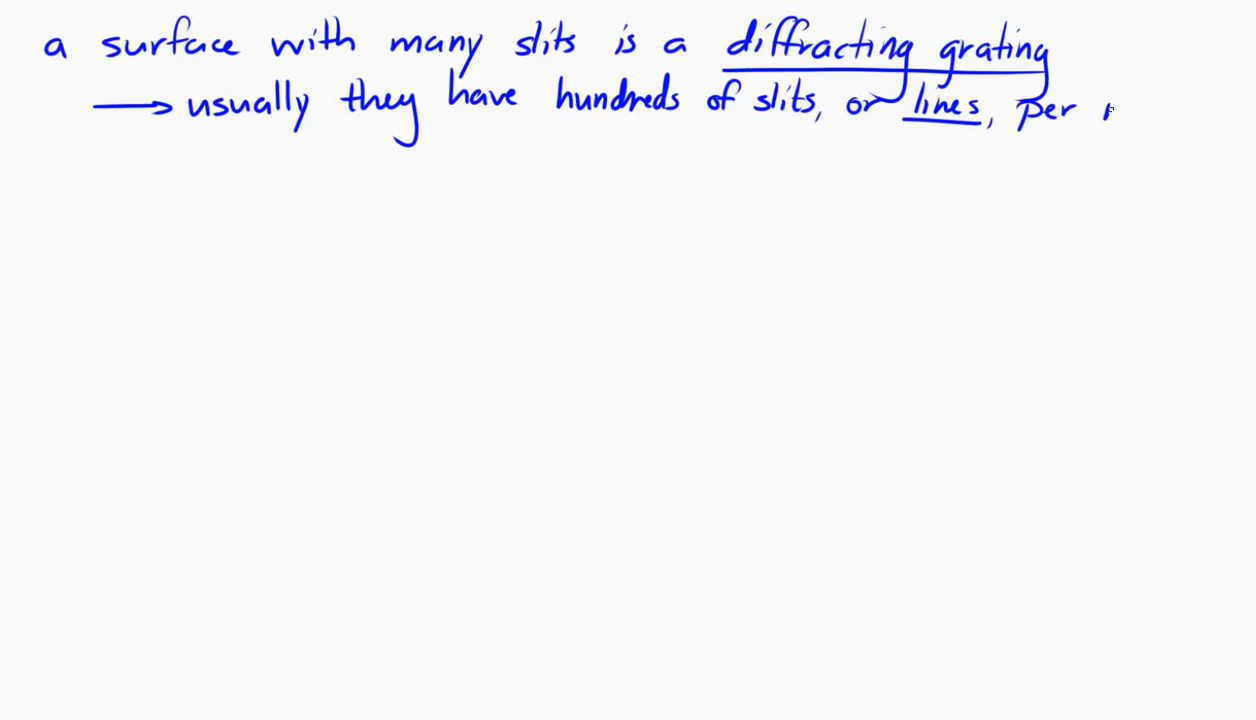 a surface with many slits is a diffracting grating
→ usually they have hundreds of slits, or lines, per